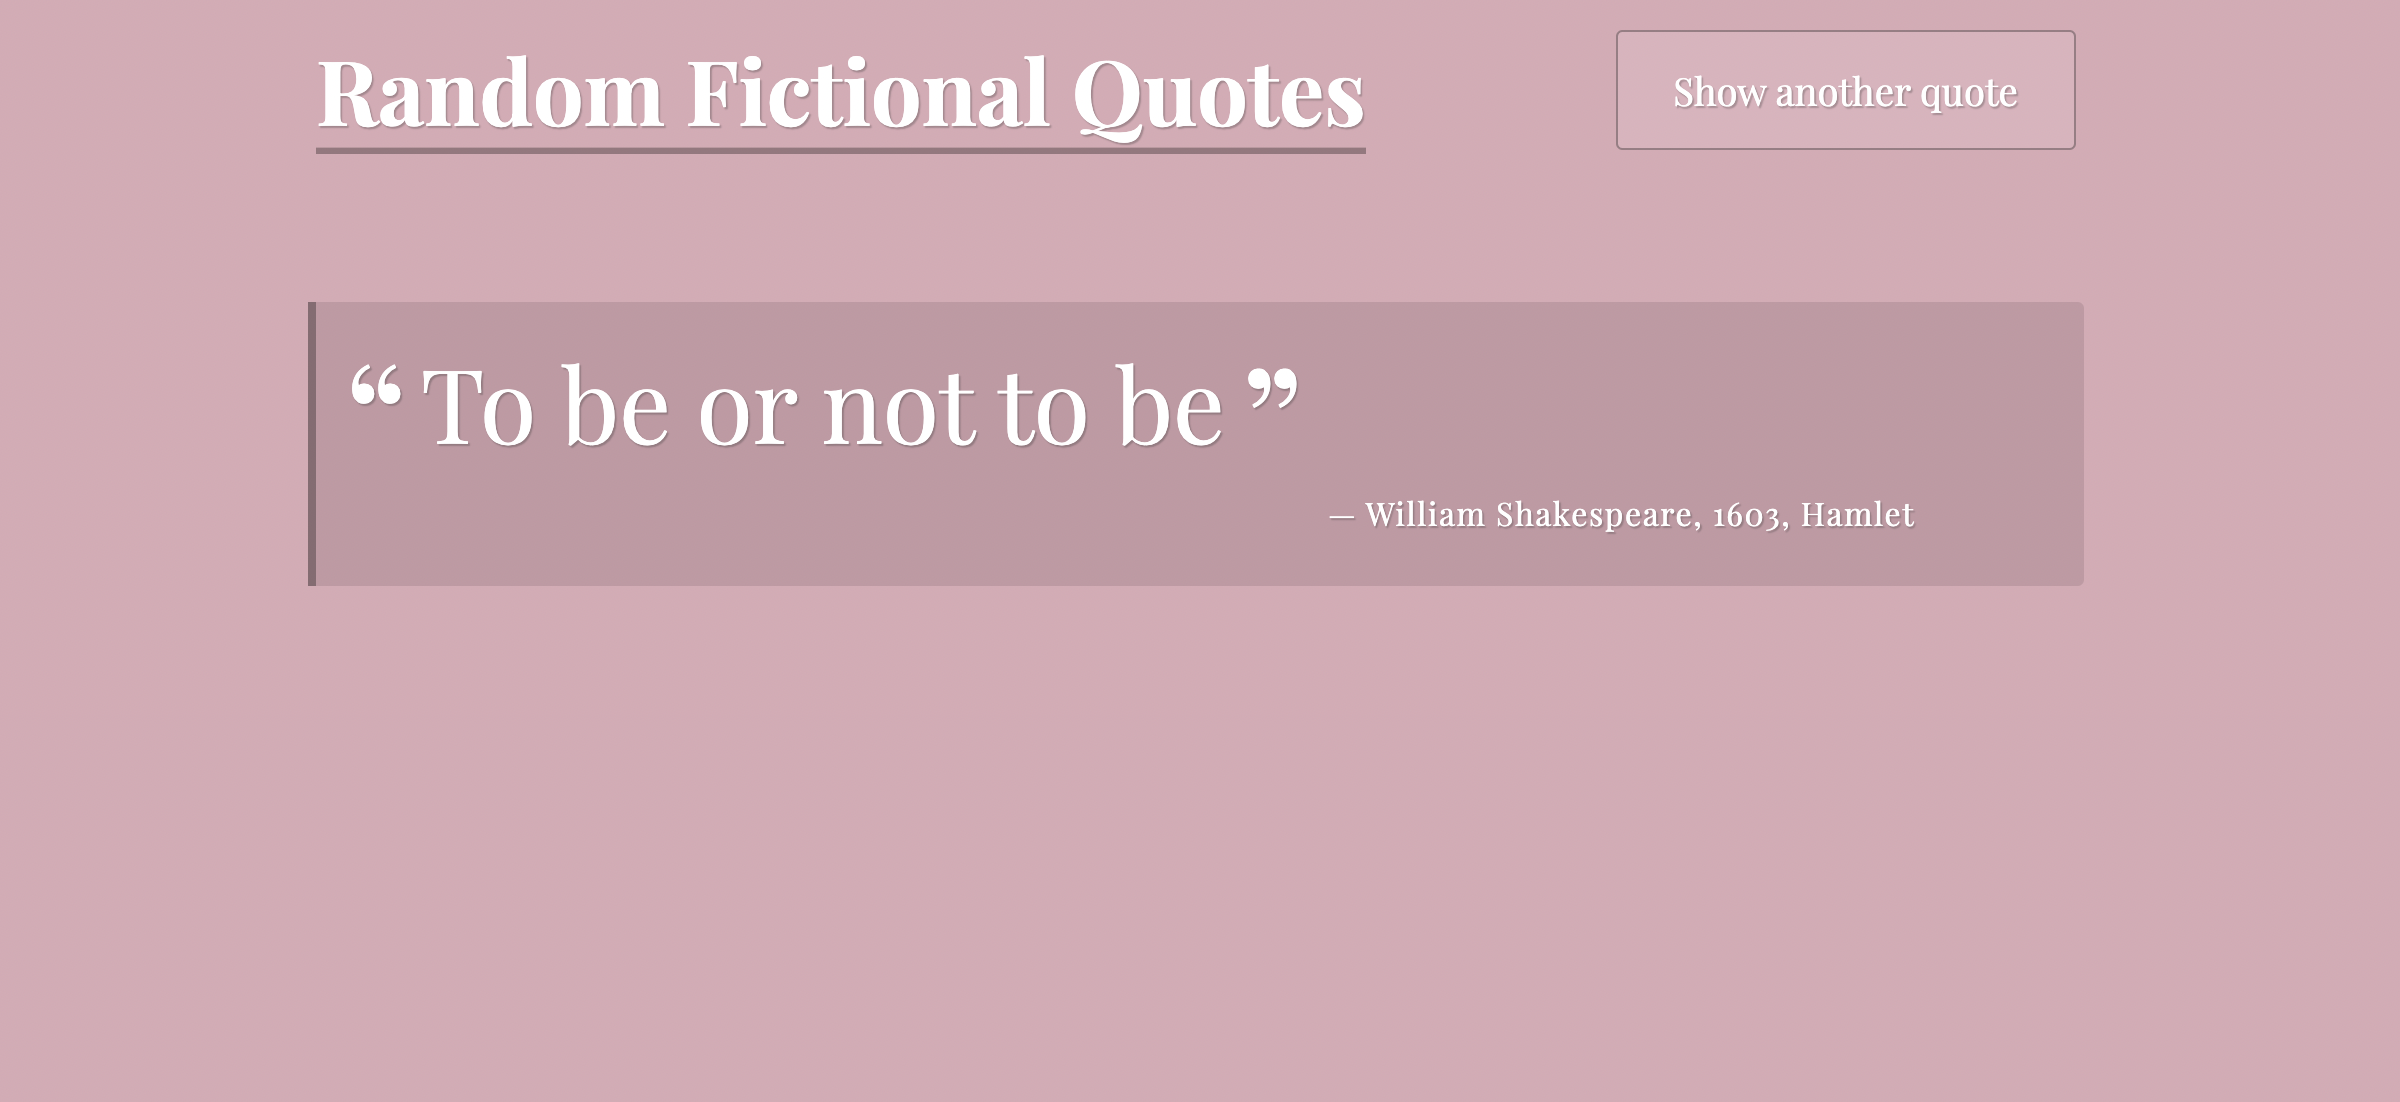 Random Fictional Quotes
Show another quote
“ To be or not to be ”
— William Shakespeare, 1603, Hamlet